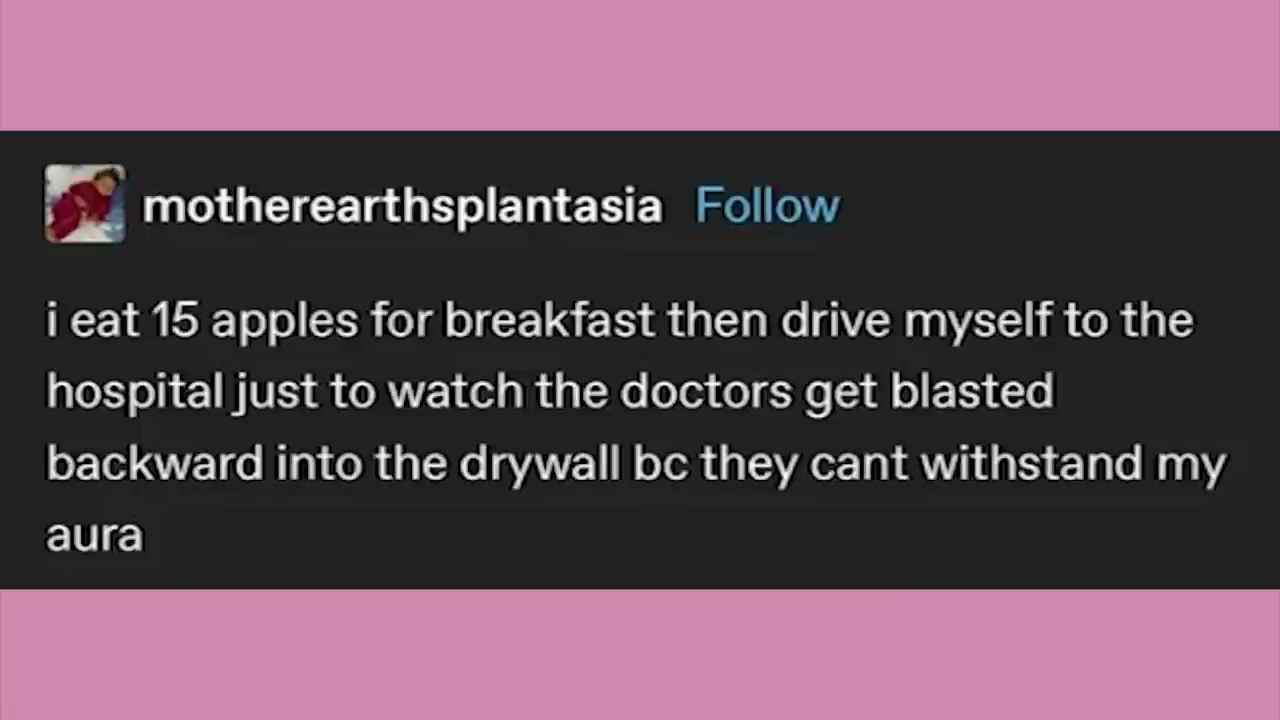 motherearthsplantasia Follow
i eat 15 apples for breakfast then drive myself to the
hospital just to watch the doctors get blasted
backward into the drywall bc they cant withstand my
aura